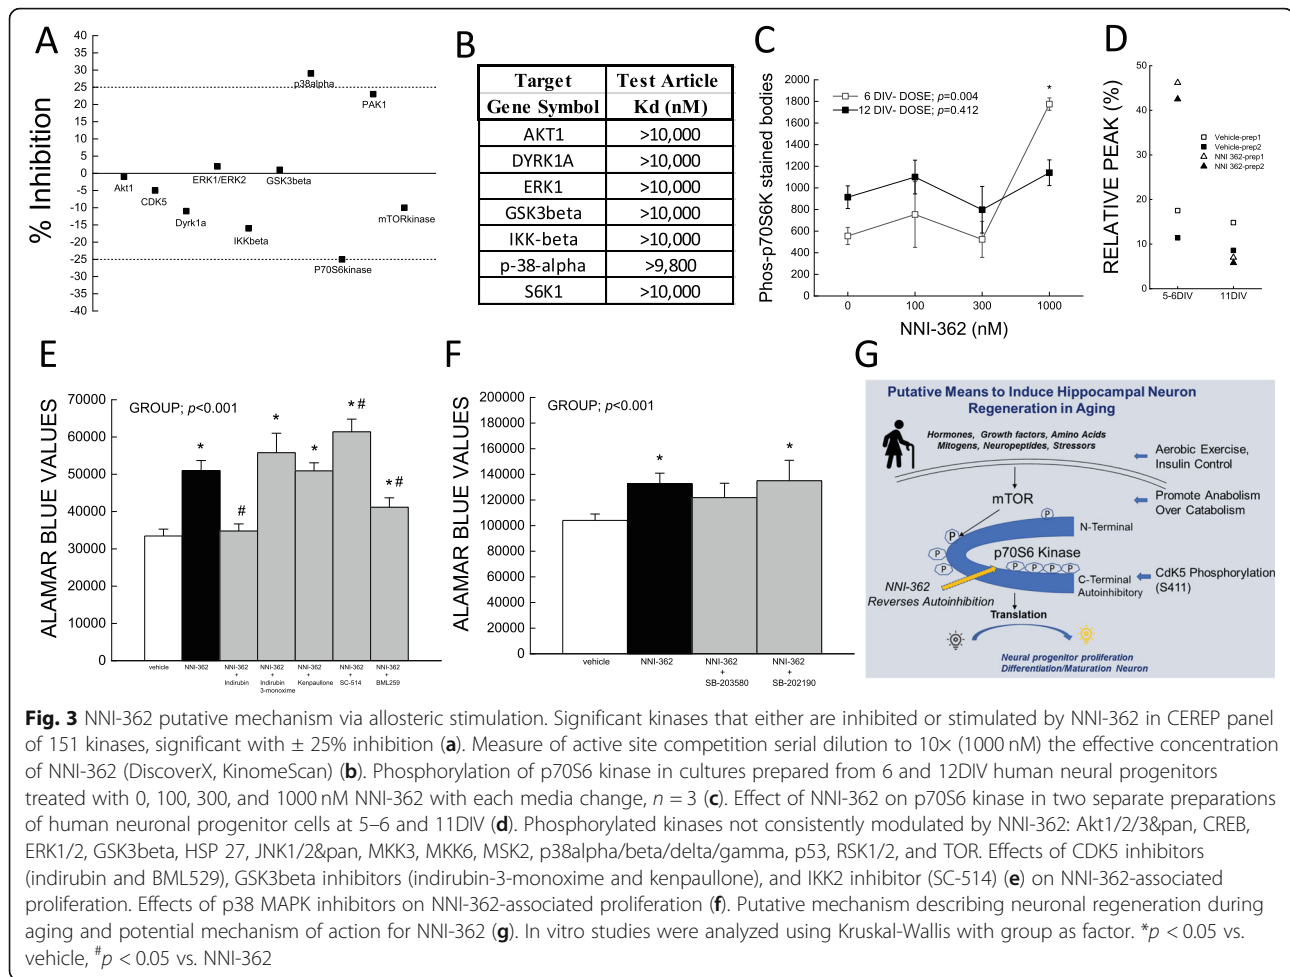 A
% Inhibition
40
35
30
25
20
15
10
5
0
-5
-10
-15
-20
-25
-30
-35
-40
p38alpha
PAK1
ERK1/ERK2
GSK3beta
Akt1
CDK5
Dyrk1a
IKKbeta
mTORkinase
P70S6kinase
B
Target Test Article
Gene Symbol Kd (nM)
AKT1 >10,000
DYRK1A >10,000
ERK1 >10,000
GSK3beta >10,000
IKK-beta >10,000
p-38-alpha >9,800
S6K1 >10,000
C
Phos-p70S6K stained bodies
2000
1800
1600
1400
1200
1000
800
600
400
200
0
6 DIV- DOSE; p=0.004
12 DIV- DOSE; p=0.412
*
0 100 300 1000
NNI-362 (nM)
D
RELATIVE PEAK (%)
50
40
30
20
10
0
Vehicle-prep1
Vehicle-prep2
NNI 362-prep1
NNI 362-prep2
5-6DIV 11DIV
E
ALAMAR BLUE VALUES
80000
70000
60000
50000
40000
30000
20000
10000
0
GROUP; p<0.001
*
#
*
*
* #
* #
vehicle
NNI-362
NNI-362
+
Indirubin
NNI-362
+
Indirubin
3-monoxime
NNI-362
+
Kenpaullone
NNI-362
+
SC-514
NNI-362
+
BML259
F
ALAMAR BLUE VALUES
200000
180000
160000
140000
120000
100000
80000
60000
40000
20000
0
GROUP; p<0.001
*
*
vehicle
NNI-362
NNI-362
+
SB-203580
NNI-362
+
SB-202190
G
Putative Means to Induce Hippocampal Neuron
Regeneration in Aging
Hormones, Growth factors, Amino Acids
Mitogens, Neuropeptides, Stressors
Aerobic Exercise,
Insulin Control
mTOR
Promote Anabolism
Over Catabolism
P
N-Terminal
P
P
P
p70S6 Kinase
P P P P
NNI-362
Reverses Autoinhibition
C-Terminal
Autoinhibitory
CdK5 Phosphorylation
(S411)
Translation
Neural progenitor proliferation
Differentiation/Maturation Neuron
Fig. 3 NNI-362 putative mechanism via allosteric stimulation. Significant kinases that either are inhibited or stimulated by NNI-362 in CEREP panel
of 151 kinases, significant with ± 25% inhibition (a). Measure of active site competition serial dilution to 10× (1000 nM) the effective concentration
of NNI-362 (DiscoverX, KinomeScan) (b). Phosphorylation of p70S6 kinase in cultures prepared from 6 and 12DIV human neural progenitors
treated with 0, 100, 300, and 1000 nM NNI-362 with each media change, n = 3 (c). Effect of NNI-362 on p70S6 kinase in two separate preparations
of human neuronal progenitor cells at 5–6 and 11DIV (d). Phosphorylated kinases not consistently modulated by NNI-362: Akt1/2/3&pan, CREB,
ERK1/2, GSK3beta, HSP 27, JNK1/2&pan, MKK3, MKK6, MSK2, p38alpha/beta/delta/gamma, p53, RSK1/2, and TOR. Effects of CDK5 inhibitors
(indirubin and BML529), GSK3beta inhibitors (indirubin-3-monoxime and kenpaullone), and IKK2 inhibitor (SC-514) (e) on NNI-362-associated
proliferation. Effects of p38 MAPK inhibitors on NNI-362-associated proliferation (f). Putative mechanism describing neuronal regeneration during
aging and potential mechanism of action for NNI-362 (g). In vitro studies were analyzed using Kruskal-Wallis with group as factor. *p < 0.05 vs.
vehicle, #p < 0.05 vs. NNI-362